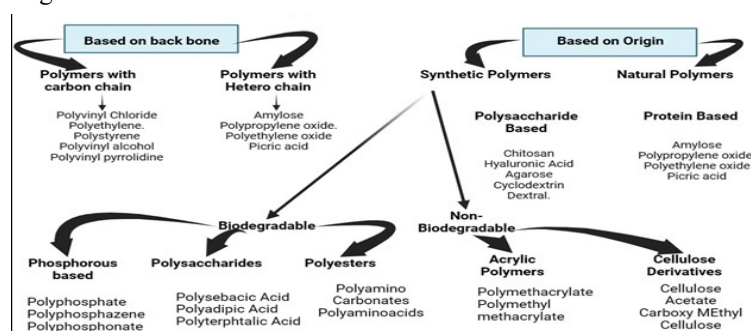 Based on back bone
Based on Origin
Polymers with
carbon chain
Polymers with
Hetero chain
Synthetic Polymers
Natural Polymers
Polyvinyl Chloride
Polyethylene.
Polystyrene
Polyvinyl alcohol
Polyvinyl pyrrolidine
Amylose
Polypropylene oxide.
Polyethylene oxide
Picric acid
Polysaccharide
Based
Chitosan
Hyaluronic Acid
Agarose
Cyclodextrin
Dextral.
Protein Based
Amylose
Polypropylene oxide
Polyethylene oxide
Picric acid
Biodegradable
Non-
Biodegradable
Phosphorous
based
Polyphosphate
Polyphosphazene
Polyphosphonate
Polysaccharides
Polysebacic Acid
Polyadipic Acid
Polyterphtalic Acid
Polyesters
Polyamino
Carbonates
Polyaminoacids
Acrylic
Polymers
Polymethacrylate
Polymethyl
methacrylate
Cellulose
Derivatives
Cellulose
Acetate
Carboxy MEthyl
Cellulose